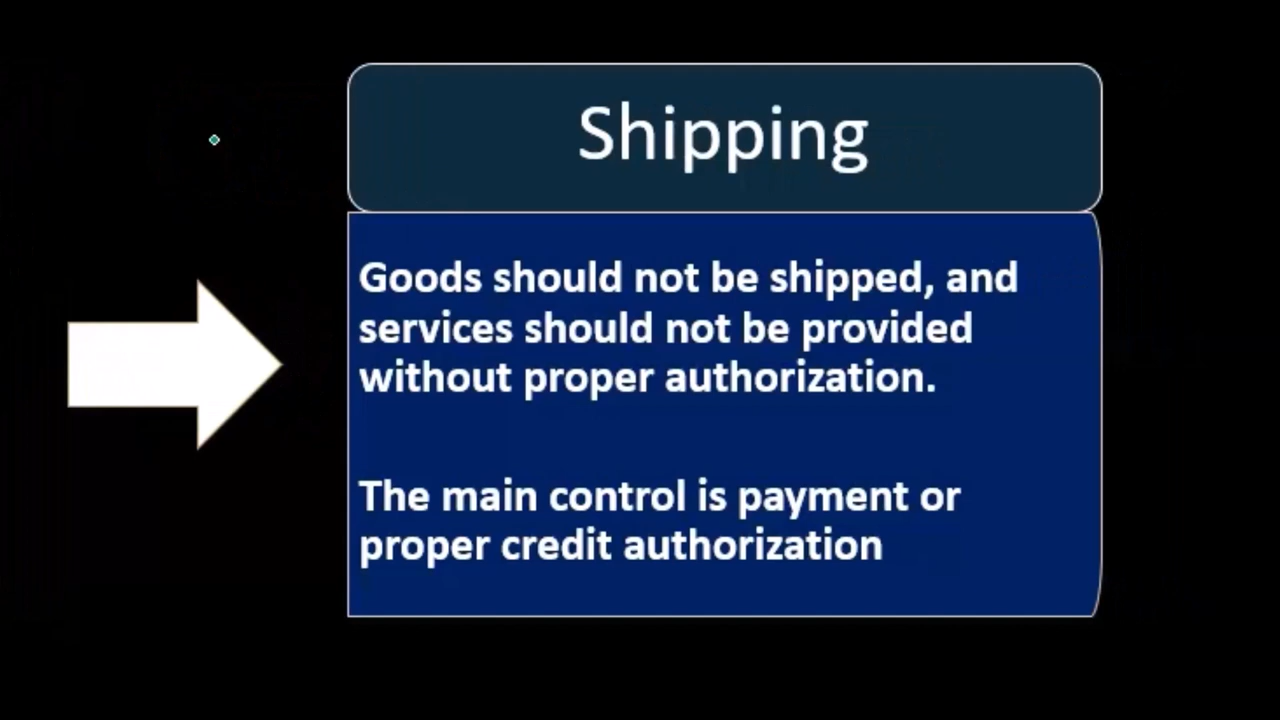 Shipping
Goods should not be shipped, and
services should not be provided
without proper authorization.
The main control is payment or
proper credit authorization